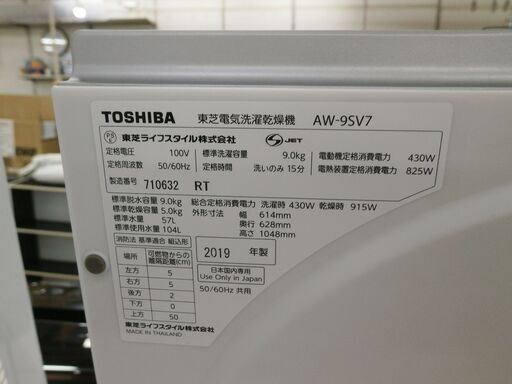 TOSHIBA 東芝電気洗濯乾燥機 AW-9SV7
東芝ライフスタイル株式会社 JET
定格電圧 100V 標準洗濯容量 9.0kg 電動機定格消費電力 430W
定格周波数 50/60Hz 定格時間 洗いのみ 15分 電熱装置定格消費電力 825W
製造番号 710632 RT
標準脱水容量 9.0kg 総合定格消費電力 洗濯時 430W 乾燥時 915W
標準乾燥容量 5.0kg 外形寸法 幅 614mm
標準水量 57L 奥行 628mm
標準使用水量 104L 高さ 1048mm
消防法 基準適合 組込形
場所 可燃物からの離隔距離(cm) 2019 年製
左方 5 日本国内専用
右方 5 Use Only in Japan
後方 2 50/60Hz 共用
下方 0
上方 50
東芝ライフスタイル株式会社
MADE IN THAILAND